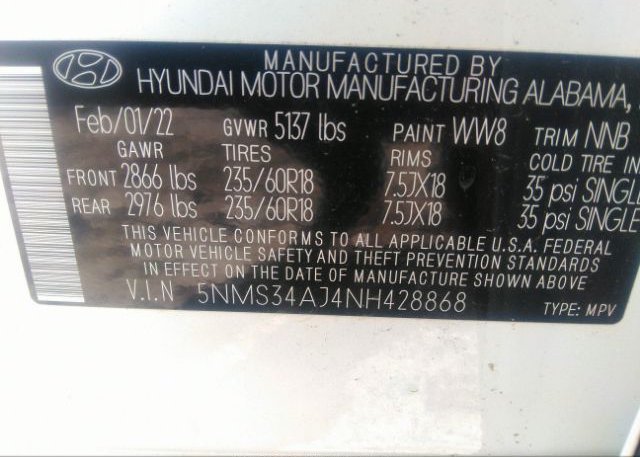 MANUFACTURED BY
HYUNDAI MOTOR MANUFACTURING ALABAMA,
Feb/01/22 GVWR 5137 lbs PAINT WW8 TRIM NNB
GAWR TIRES RIMS COLD TIRE IN
FRONT 2866 lbs 235/60R18 7.5JX18 35 psi SINGLE
REAR 2976 lbs 235/60R18 7.5JX18 35 psi SINGLE
THIS VEHICLE CONFORMS TO ALL APPLICABLE U.S.A. FEDERAL
MOTOR VEHICLE SAFETY AND THEFT PREVENTION STANDARDS
IN EFFECT ON THE DATE OF MANUFACTURE SHOWN ABOVE
V.I.N 5NMS34AJ4NH428868 TYPE: MPV